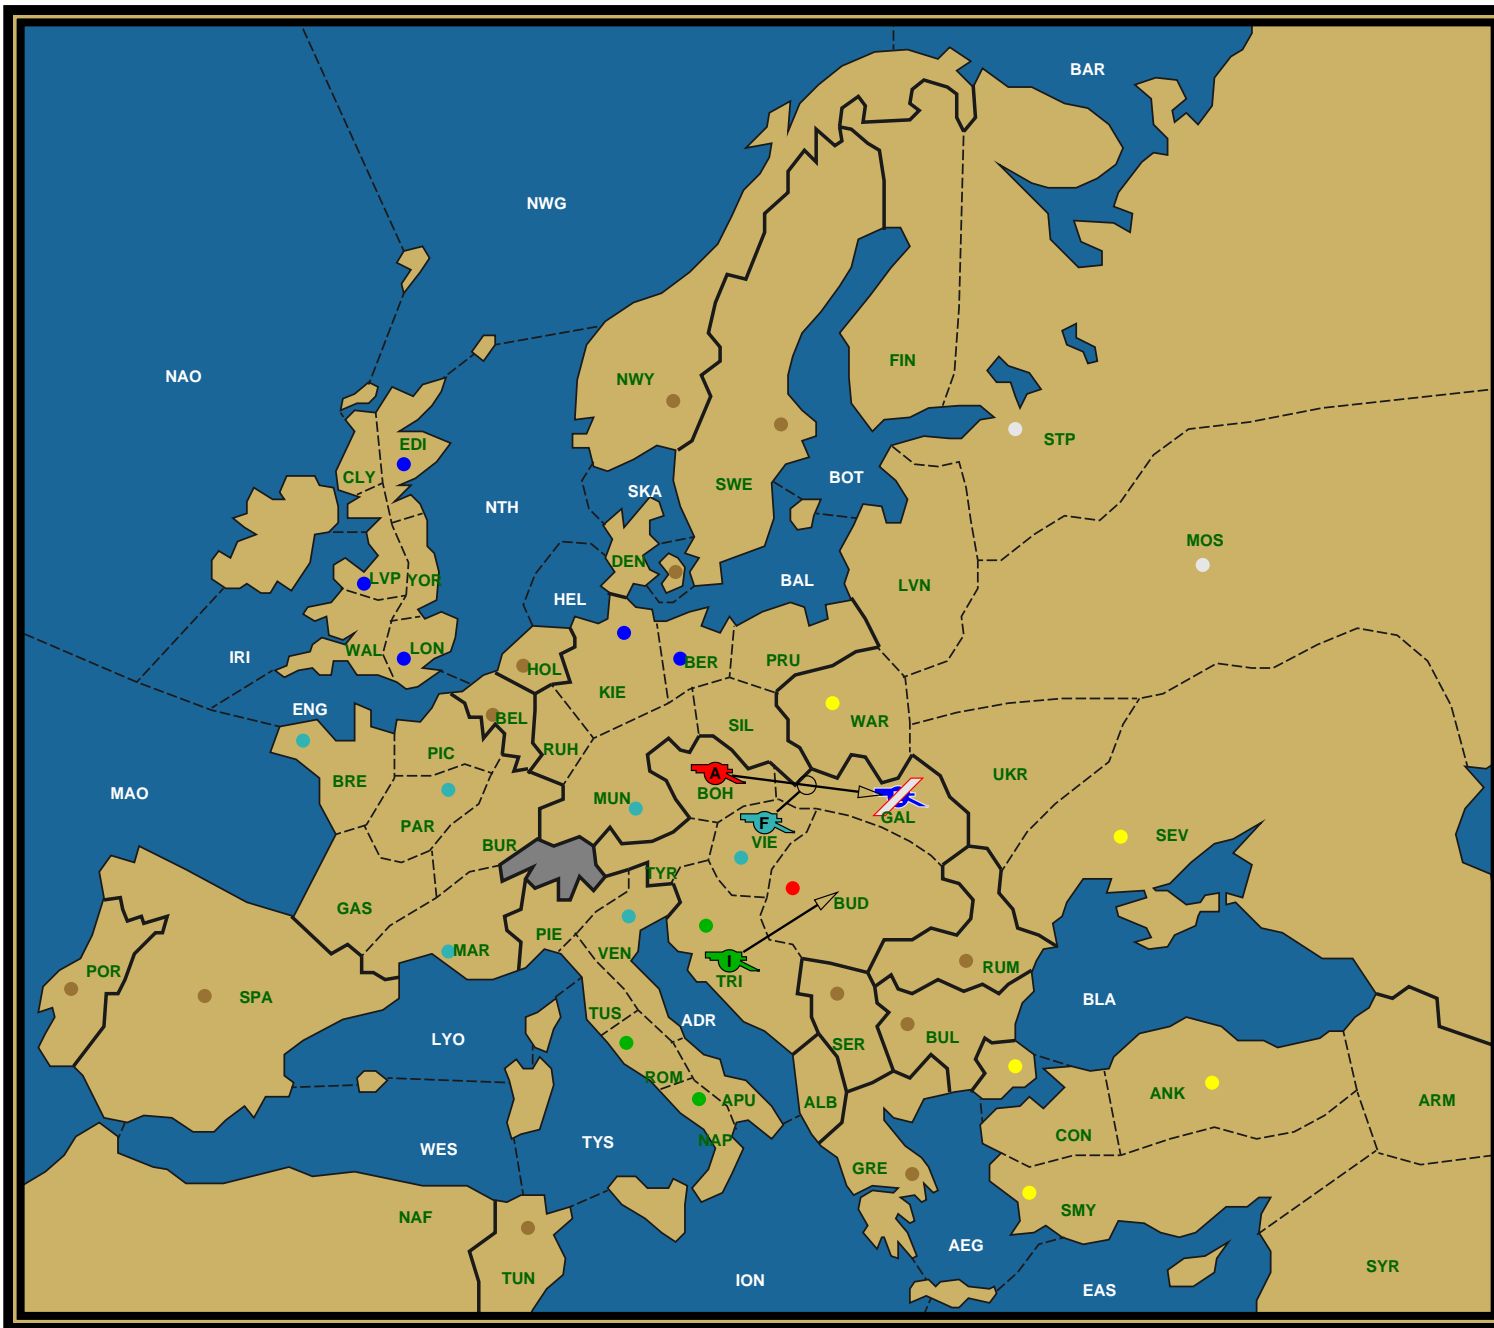 BAR
NWG
NAO
FIN
NWY
STP
EDI
CLY
SKA
SWE
BOT
NTH
MOS
DEN
BAL
LVN
LVP YOR
HEL
IRI
WAL
LON
HOL
BER
PRU
KIE
ENG
BEL
SIL
WAR
PIC
RUH
BRE
A
BOH
UKR
MAO
MUN
GAL
PAR
F
VIE
SEV
BUR
TYR
GAS
BUD
PIE
VEN
MAR
I
TRI
POR
RUM
SPA
BLA
TUS
ADR
LYO
SER
BUL
ROM
APU
ALB
ANK
ARM
CON
NAP
TYS
WES
GRE
SMY
NAF
AEG
SYR
TUN
ION
EAS